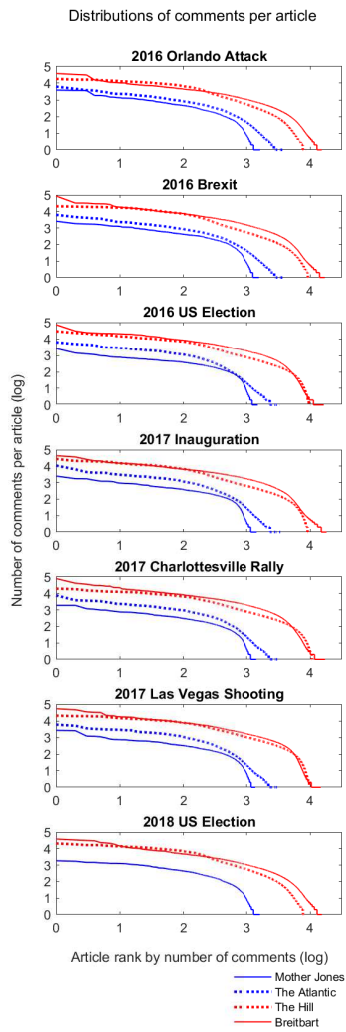 Distributions of comments per article
2016 Orlando Attack
5
4
3
2
1
0
0 1 2 3 4
2016 Brexit
5
4
3
2
1
0
0 1 2 3 4
2016 US Election
5
4
3
2
1
0
0 1 2 3 4
2017 Inauguration
5
4
3
2
1
0
0 1 2 3 4
2017 Charlottesville Rally
5
4
3
2
1
0
0 1 2 3 4
2017 Las Vegas Shooting
5
4
3
2
1
0
0 1 2 3 4
2018 US Election
5
4
3
2
1
0
0 1 2 3 4
Number of comments per article (log)
Article rank by number of comments (log)
Mother Jones
The Atlantic
The Hill
Breitbart